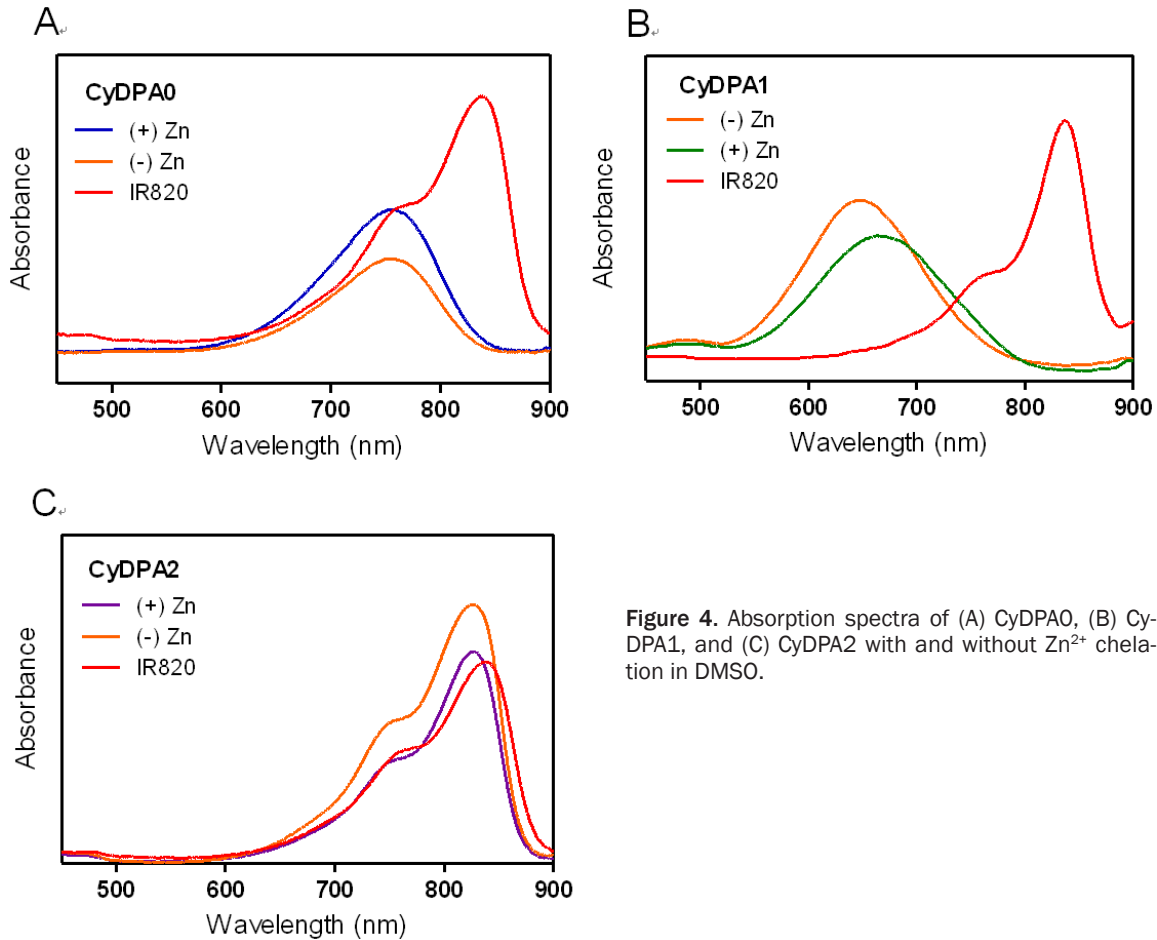 A
CyDPA0
(+) Zn
(-) Zn
IR820
Absorbance
500 600 700 800 900
Wavelength (nm)
B
CyDPA1
(-) Zn
(+) Zn
IR820
Absorbance
500 600 700 800 900
Wavelength (nm)
C
CyDPA2
(+) Zn
(-) Zn
IR820
Absorbance
500 600 700 800 900
Wavelength (nm)
Figure 4. Absorption spectra of (A) CyDPA0, (B) Cy-
DPA1, and (C) CyDPA2 with and without Zn²⁺ chela-
tion in DMSO.